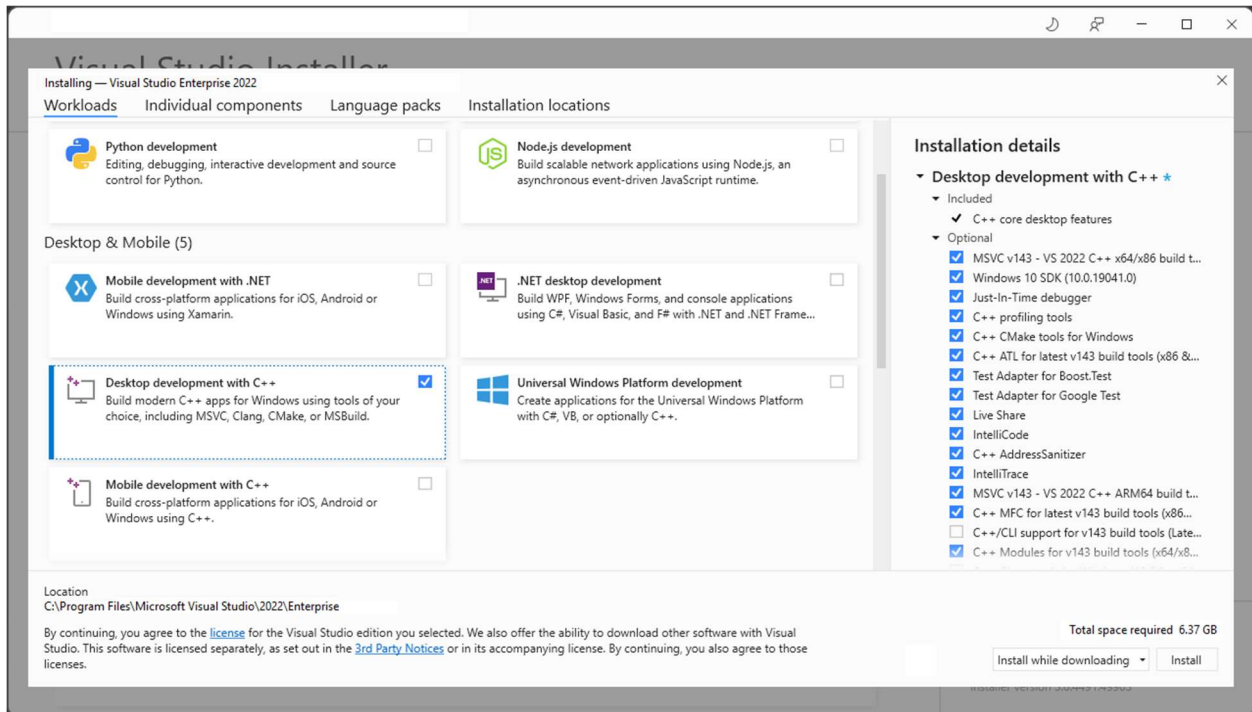 Visual Studio Installer
Installing — Visual Studio Enterprise 2022
Workloads Individual components Language packs Installation locations
Python development
Editing, debugging, interactive development and source
control for Python.
Node.js development
Build scalable network applications using Node.js, an
asynchronous event-driven JavaScript runtime.
Desktop & Mobile (5)
Mobile development with .NET
Build cross-platform applications for iOS, Android or
Windows using Xamarin.
.NET
.NET desktop development
Build WPF, Windows Forms, and console applications
using C#, Visual Basic, and F# with .NET and .NET Frame...
Desktop development with C++
Build modern C++ apps for Windows using tools of your
choice, including MSVC, Clang, CMake, or MSBuild.
Universal Windows Platform development
Create applications for the Universal Windows Platform
with C#, VB, or optionally C++.
Mobile development with C++
Build cross-platform applications for iOS, Android or
Windows using C++.
Installation details
Desktop development with C++ *
Included
C++ core desktop features
Optional
MSVC v143 - VS 2022 C++ x64/x86 build t...
Windows 10 SDK (10.0.19041.0)
Just-In-Time debugger
C++ profiling tools
C++ CMake tools for Windows
C++ ATL for latest v143 build tools (x86 &...
Test Adapter for Boost.Test
Test Adapter for Google Test
Live Share
IntelliCode
C++ AddressSanitizer
IntelliTrace
MSVC v143 - VS 2022 C++ ARM64 build t...
C++ MFC for latest v143 build tools (x86...
C++/CLI support for v143 build tools (Late...
C++ Modules for v143 build tools (x64/x8...
Location
C:\Program Files\Microsoft Visual Studio\2022\Enterprise
By continuing, you agree to the license for the Visual Studio edition you selected. We also offer the ability to download other software with Visual
Studio. This software is licensed separately, as set out in the 3rd Party Notices or in its accompanying license. By continuing, you also agree to those
licenses.
Total space required 6.37 GB
Install while downloading Install